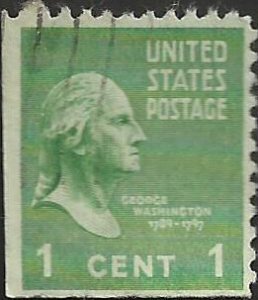 UNITED
STATES
POSTAGE
GEORGE
WASHINGTON
1789-1797
1 CENT 1